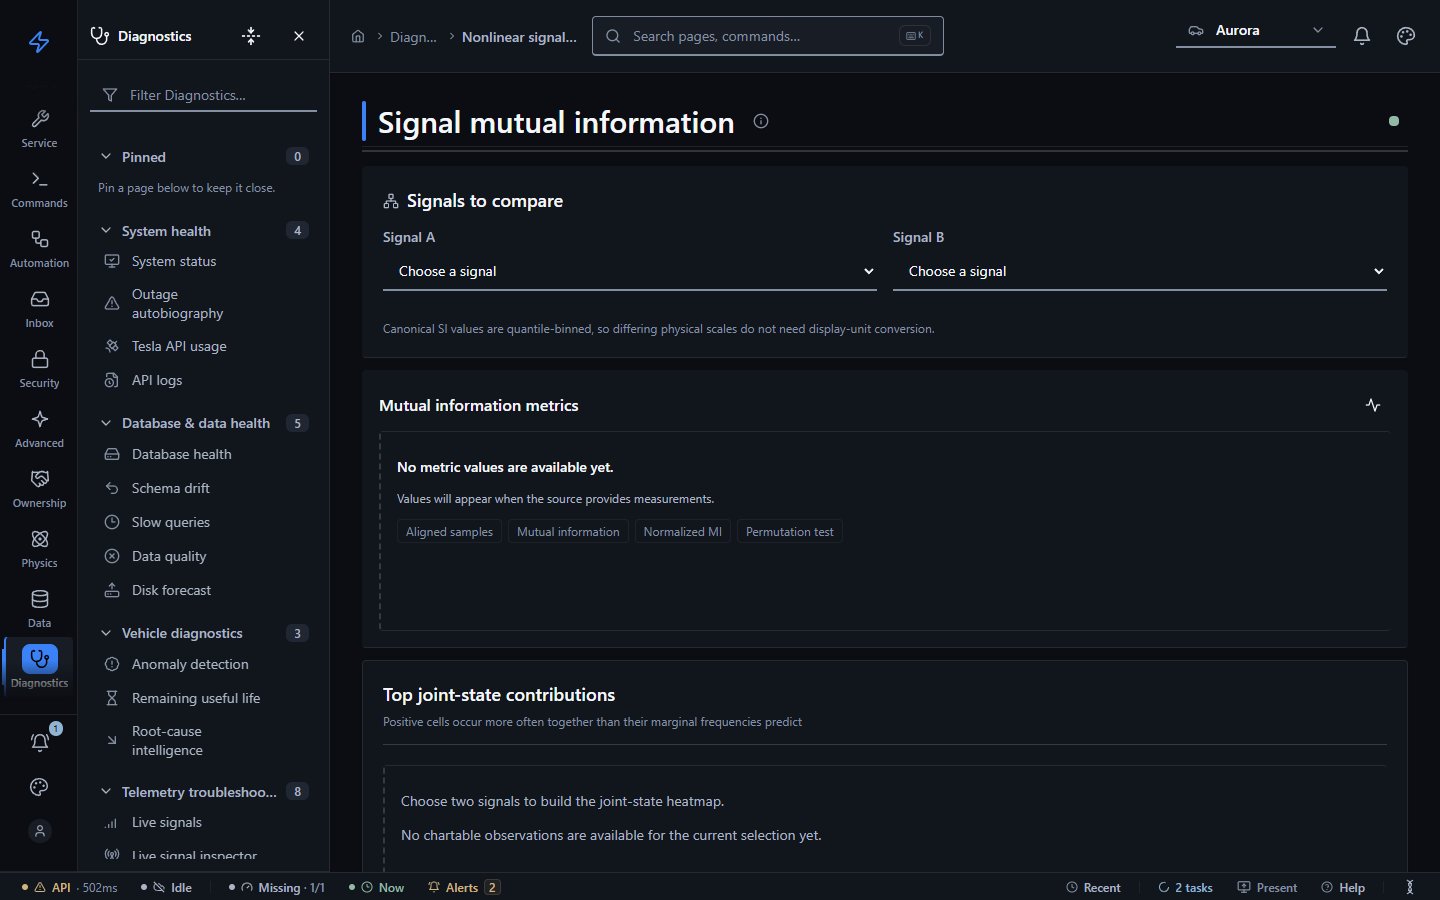 Service
Commands
Automation
Inbox
Security
Advanced
Ownership
Physics
Data
Diagnostics
1
Diagnostics
Filter Diagnostics...
Pinned 0
Pin a page below to keep it close.
System health 4
System status
Outage
autobiography
Tesla API usage
API logs
Database & data health 5
Database health
Schema drift
Slow queries
Data quality
Disk forecast
Vehicle diagnostics 3
Anomaly detection
Remaining useful life
Root-cause
intelligence
Telemetry troubleshoo... 8
Live signals
Live signal inspector
Diagn... Nonlinear signal...
Search pages, commands... K
Aurora
Signal mutual information
Signals to compare
Signal A Signal B
Choose a signal Choose a signal
Canonical SI values are quantile-binned, so differing physical scales do not need display-unit conversion.
Mutual information metrics
No metric values are available yet.
Values will appear when the source provides measurements.
Aligned samples Mutual information Normalized MI Permutation test
Top joint-state contributions
Positive cells occur more often together than their marginal frequencies predict
Choose two signals to build the joint-state heatmap.
No chartable observations are available for the current selection yet.
API · 502ms Idle Missing · 1/1 Now Alerts 2 Recent 2 tasks Present Help